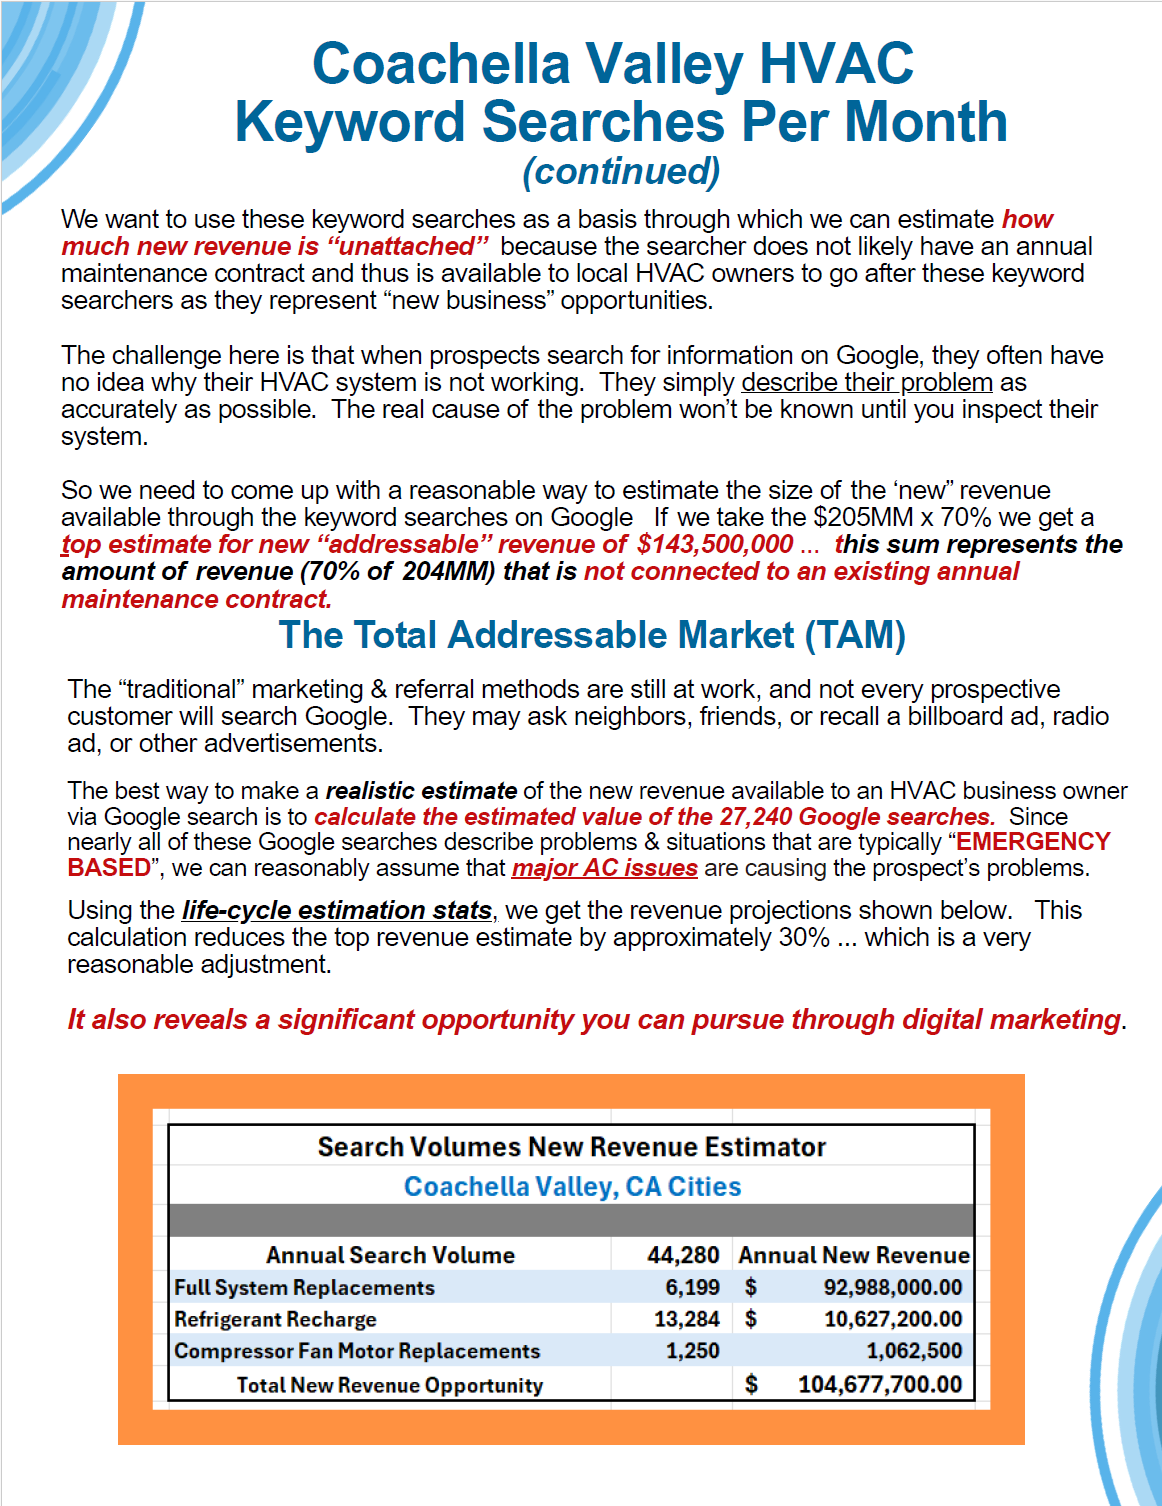 Coachella Valley HVAC
Keyword Searches Per Month
(continued)
We want to use these keyword searches as a basis through which we can estimate how
much new revenue is “unattached”  because the searcher does not likely have an annual
maintenance contract and thus is available to local HVAC owners to go after these keyword
searchers as they represent “new business” opportunities.
The challenge here is that when prospects search for information on Google, they often have
no idea why their HVAC system is not working.  They simply describe their problem as
accurately as possible.  The real cause of the problem won’t be known until you inspect their
system.
So we need to come up with a reasonable way to estimate the size of the ‘new” revenue
available through the keyword searches on Google   If we take the $205MM x 70% we get a
top estimate for new “addressable” revenue of $143,500,000 ...  this sum represents the
amount of revenue (70% of 204MM) that is not connected to an existing annual
maintenance contract.
The Total Addressable Market (TAM)
The “traditional” marketing & referral methods are still at work, and not every prospective
customer will search Google.  They may ask neighbors, friends, or recall a billboard ad, radio
ad, or other advertisements.
The best way to make a realistic estimate of the new revenue available to an HVAC business owner
via Google search is to calculate the estimated value of the 27,240 Google searches.  Since
nearly all of these Google searches describe problems & situations that are typically “EMERGENCY
BASED”, we can reasonably assume that major AC issues are causing the prospect’s problems.
Using the life-cycle estimation stats, we get the revenue projections shown below.   This
calculation reduces the top revenue estimate by approximately 30% ... which is a very
reasonable adjustment.
It also reveals a significant opportunity you can pursue through digital marketing.
Search Volumes New Revenue Estimator
Coachella Valley, CA Cities
Annual Search Volume 44,280 Annual New Revenue
Full System Replacements 6,199 $ 92,988,000.00
Refrigerant Recharge 13,284 $ 10,627,200.00
Compressor Fan Motor Replacements 1,250 1,062,500
Total New Revenue Opportunity $ 104,677,700.00